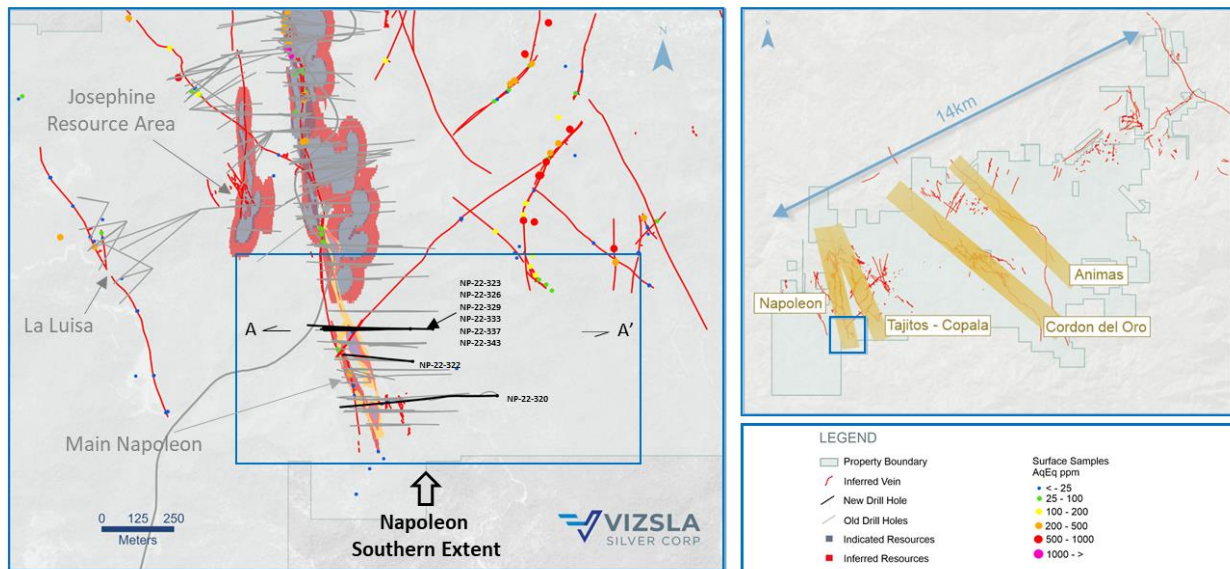 N
Josephine
Resource Area
La Luisa
A
A'
NP-22-323
NP-22-326
NP-22-329
NP-22-333
NP-22-337
NP-22-343
NP-22-322
NP-22-320
Main Napoleon
0 125 250
Meters
Napoleon
Southern Extent
VIZSLA
SILVER CORP
N
14km
Napoleon
Tajitos - Copala
Cordon del Oro
Animas
LEGEND
Property Boundary
Inferred Vein
New Drill Hole
Old Drill Holes
Indicated Resources
Inferred Resources
Surface Samples
AqEq ppm
< - 25
25 - 100
100 - 200
200 - 500
500 - 1000
1000 - >